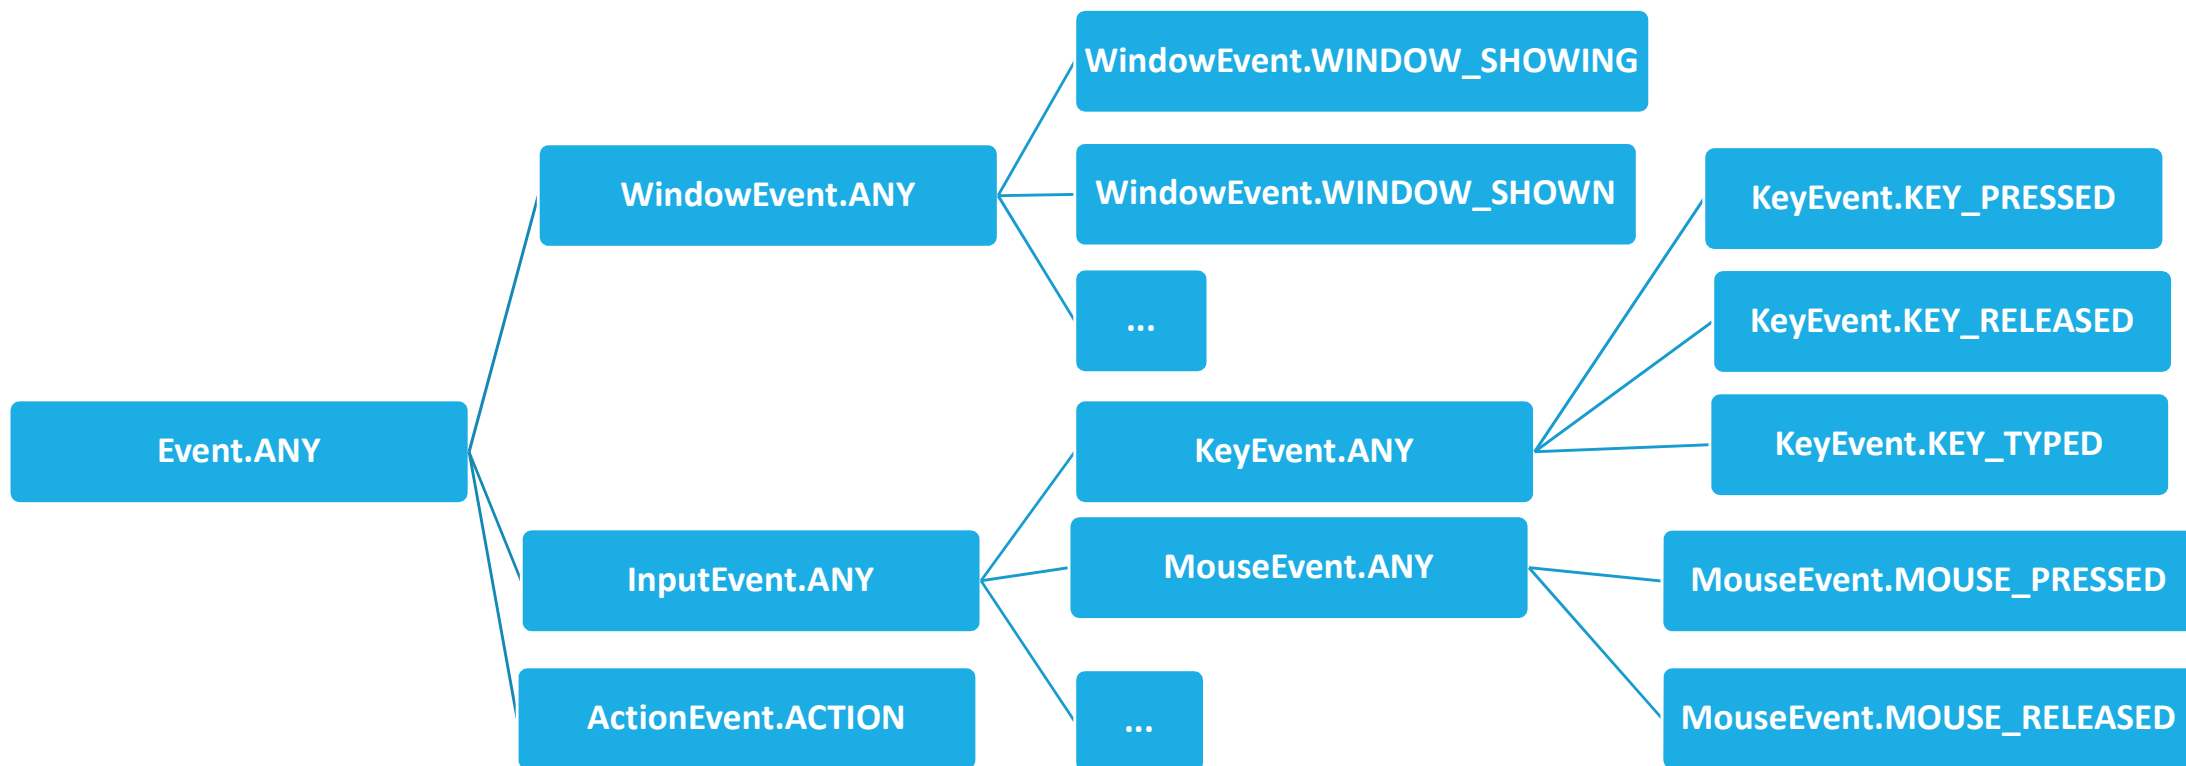 WindowEvent.WINDOW_SHOWING
WindowEvent.ANY
WindowEvent.WINDOW_SHOWN
KeyEvent.KEY_PRESSED
...
KeyEvent.KEY_RELEASED
Event.ANY
KeyEvent.ANY
KeyEvent.KEY_TYPED
InputEvent.ANY
MouseEvent.ANY
MouseEvent.MOUSE_PRESSED
ActionEvent.ACTION
...
MouseEvent.MOUSE_RELEASED